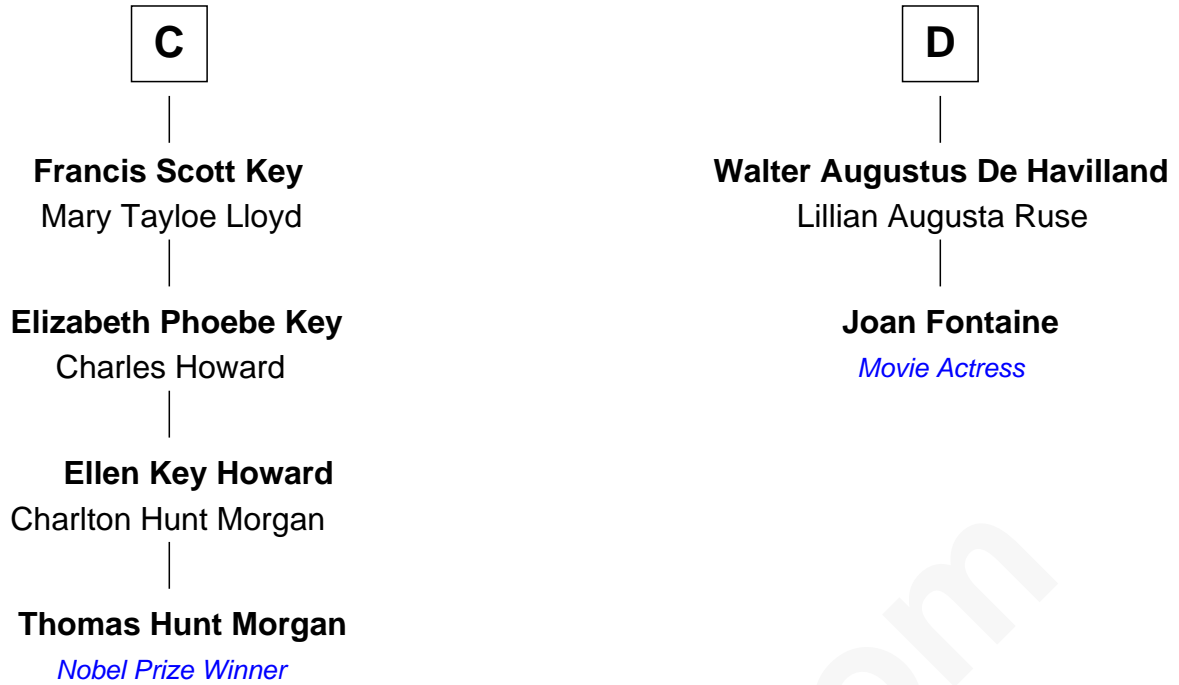 C
Francis Scott Key
Mary Tayloe Lloyd
Elizabeth Phoebe Key
Charles Howard
Ellen Key Howard
Charlton Hunt Morgan
Thomas Hunt Morgan
Nobel Prize Winner
D
Walter Augustus De Havilland
Lillian Augusta Ruse
Joan Fontaine
Movie Actress
om